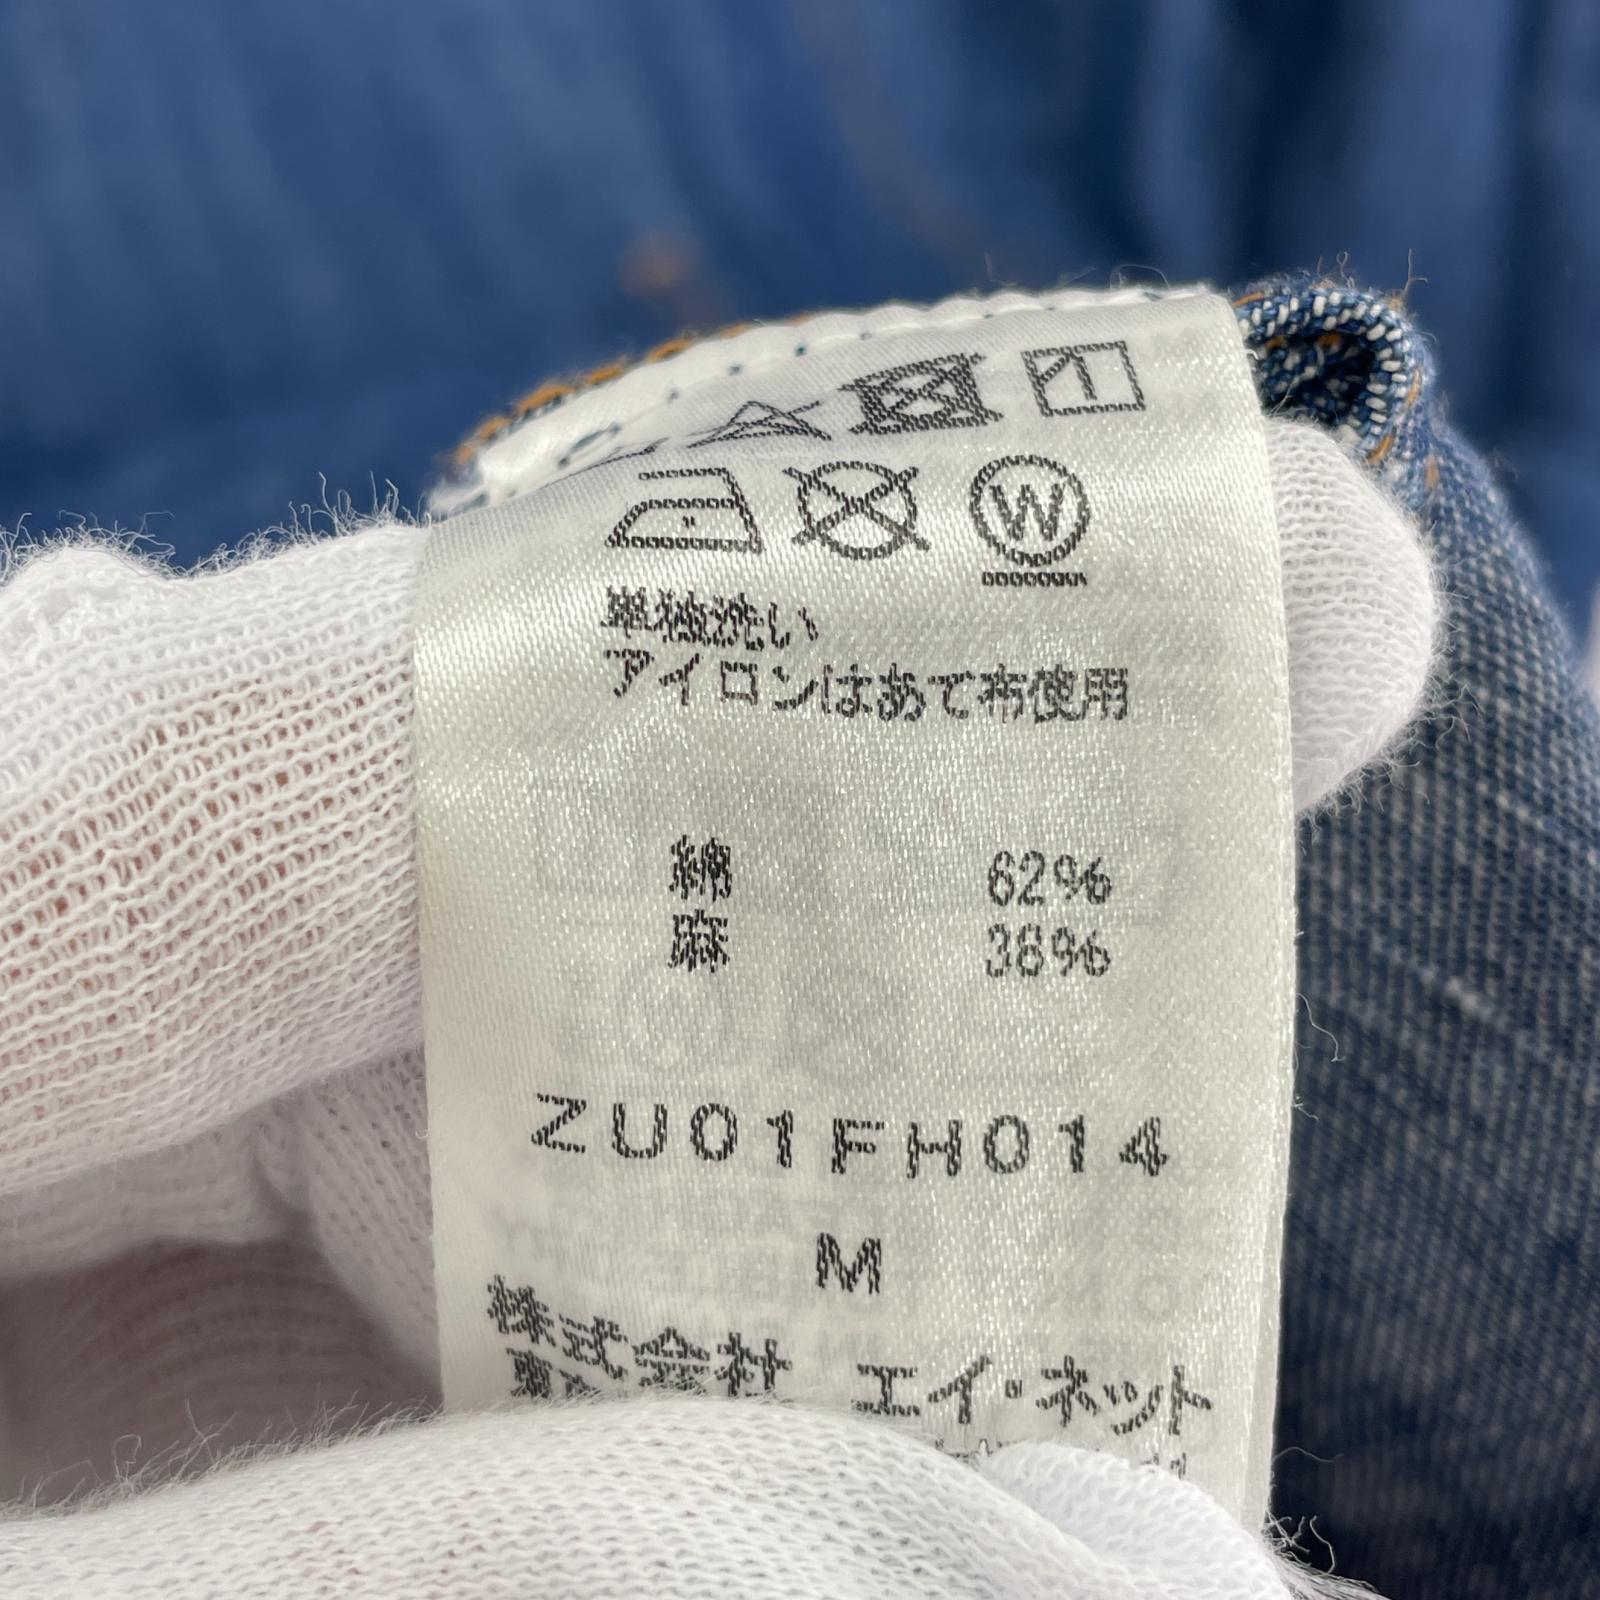 W
単独洗い
アイロンはあて布使用
綿 62%
麻 38%
ZU01FH014
M
株式会社 エイ・ネット